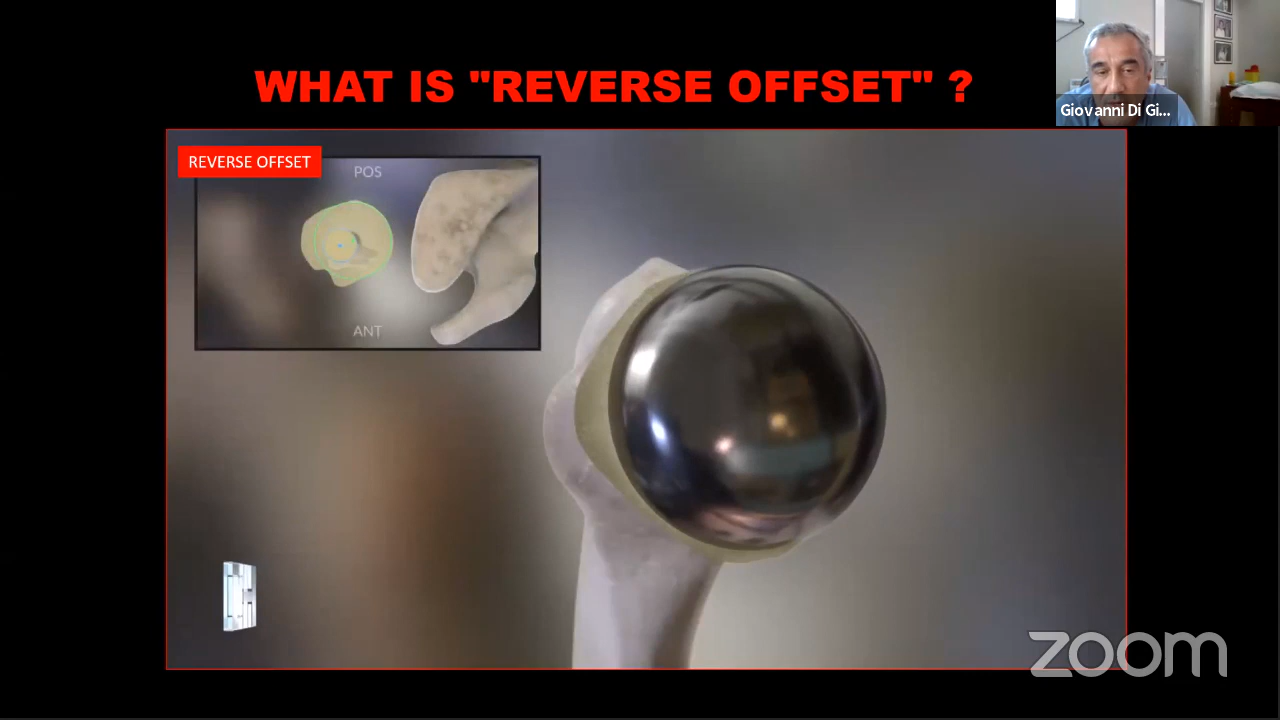 WHAT IS "REVERSE OFFSET" ?
Giovanni Di Gi...
REVERSE OFFSET
POS
ANT
zoom